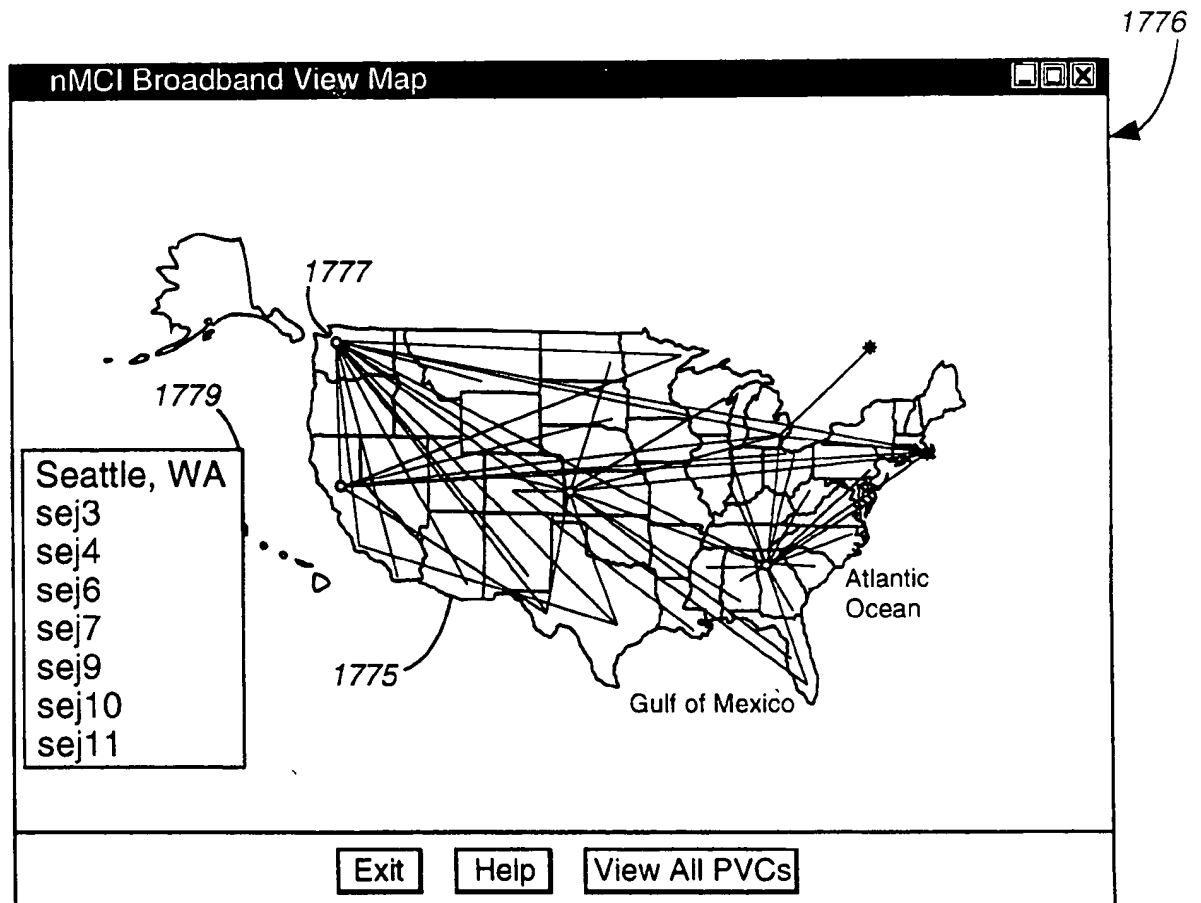 1776
nMCI Broadband View Map
1777
1779
Seattle, WA
sej3
sej4
sej6
sej7
sej9
sej10
sej11
1775
Atlantic
Ocean
Gulf of Mexico
Exit Help View All PVCs